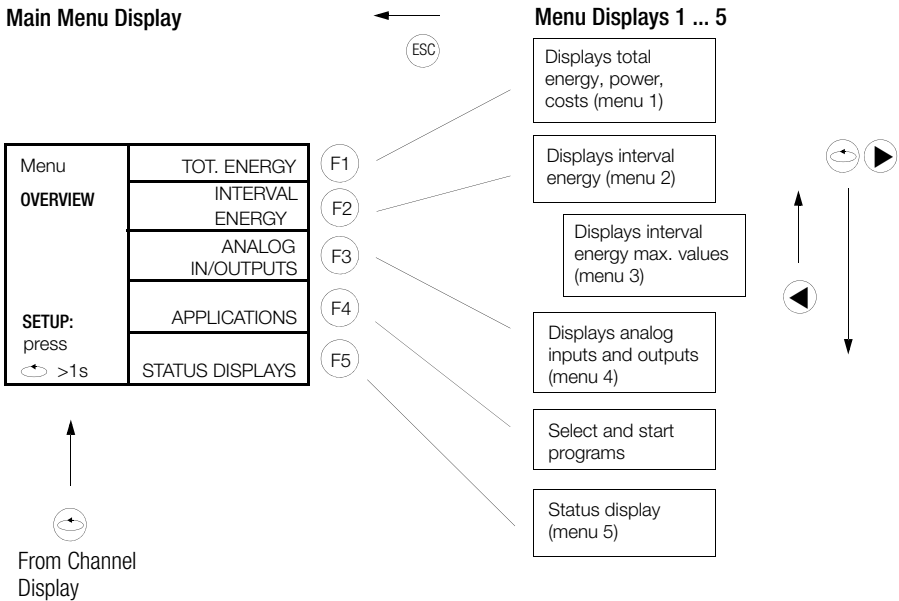 Main Menu Display
ESC
Menu Displays 1 ... 5
Displays total
energy, power,
costs (menu 1)
Menu
OVERVIEW
SETUP:
press
>1s
TOT. ENERGY
F1
INTERVAL
ENERGY
F2
ANALOG
IN/OUTPUTS
F3
APPLICATIONS
F4
STATUS DISPLAYS
F5
Displays interval
energy (menu 2)
Displays interval
energy max. values
(menu 3)
Displays analog
inputs and outputs
(menu 4)
Select and start
programs
Status display
(menu 5)
From Channel
Display